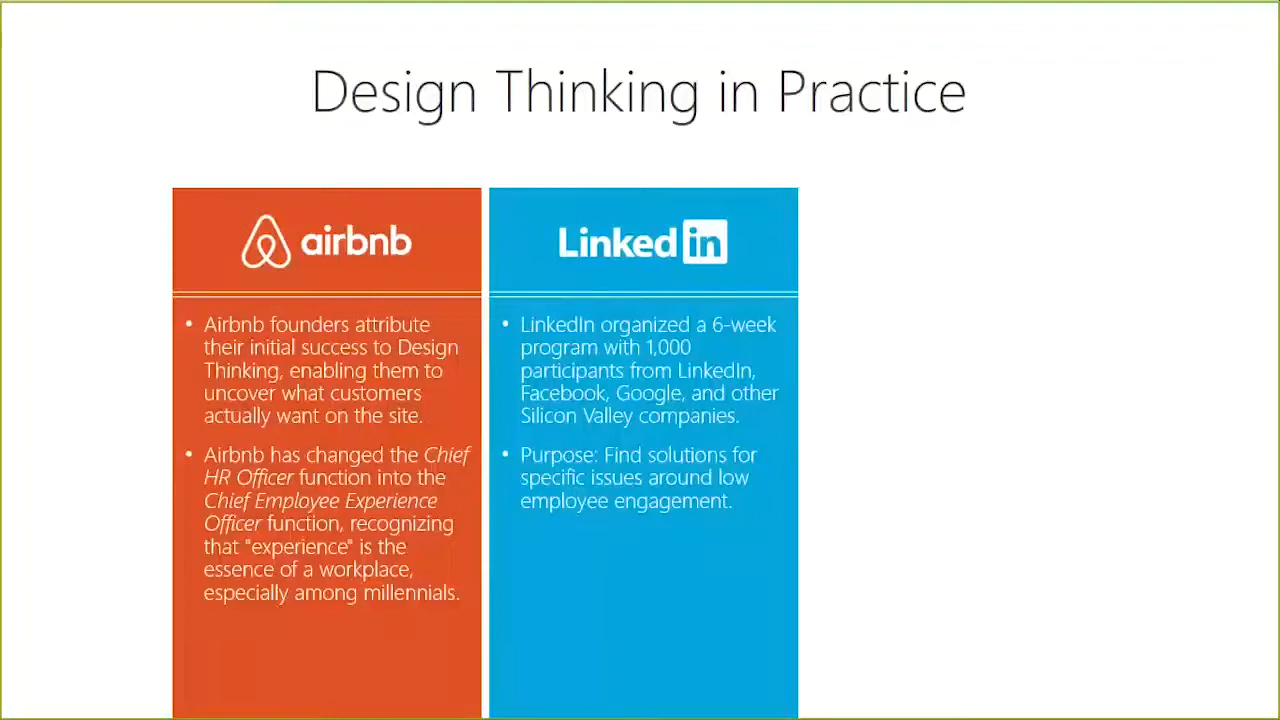 Design Thinking in Practice
airbnb
• Airbnb founders attribute
their initial success to Design
Thinking, enabling them to
uncover what customers
actually want on the site.
• Airbnb has changed the Chief
HR Officer function into the
Chief Employee Experience
Officer function, recognizing
that "experience" is the
essence of a workplace,
especially among millennials.
Linked in
• LinkedIn organized a 6-week
program with 1,000
participants from LinkedIn,
Facebook, Google, and other
Silicon Valley companies.
• Purpose: Find solutions for
specific issues around low
employee engagement.